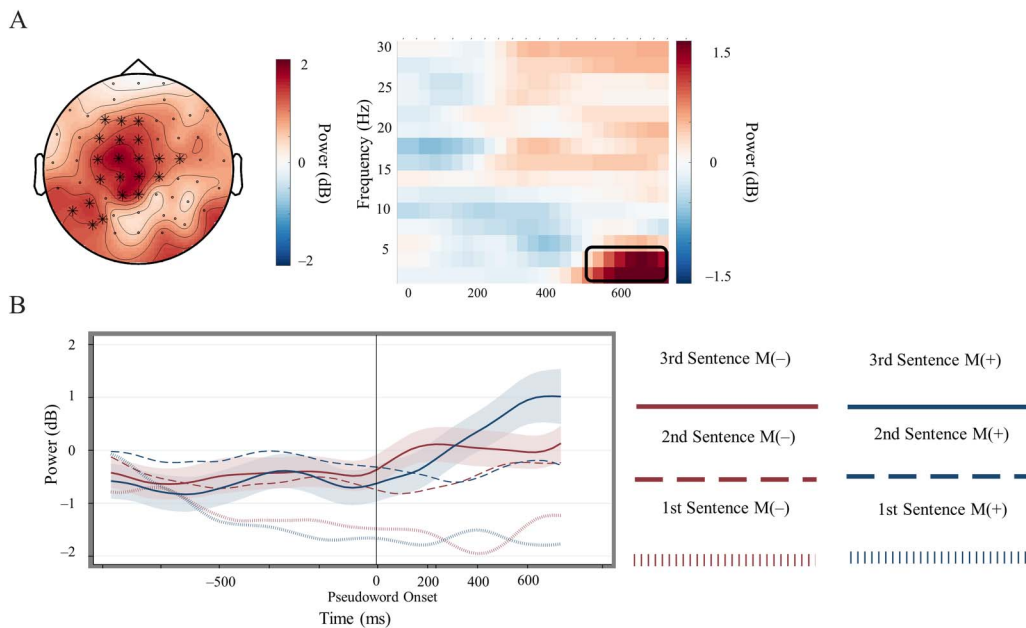 A
2
Power (dB)
0
−2
30
25
20
15
10
5
Frequency (Hz)
0
200
400
600
1.5
Power (dB)
0
−1.5
B
2
1
0
−1
−2
Power (dB)
−500
0
200
400
600
Pseudoword Onset
Time (ms)
3rd Sentence M(−)
3rd Sentence M(+)
2nd Sentence M(−)
2nd Sentence M(+)
1st Sentence M(−)
1st Sentence M(+)